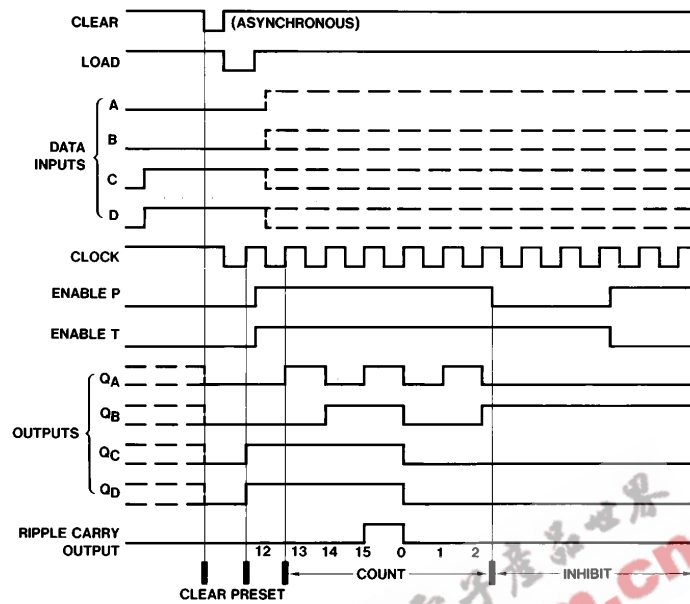 CLEAR (ASYNCHRONOUS)
LOAD
A
B
DATA INPUTS
C
D
CLOCK
ENABLE P
ENABLE T
QA
QB
OUTPUTS
QC
QD
RIPPLE CARRY OUTPUT
12 13 14 15 0 1 2
COUNT INHIBIT
CLEAR PRESET